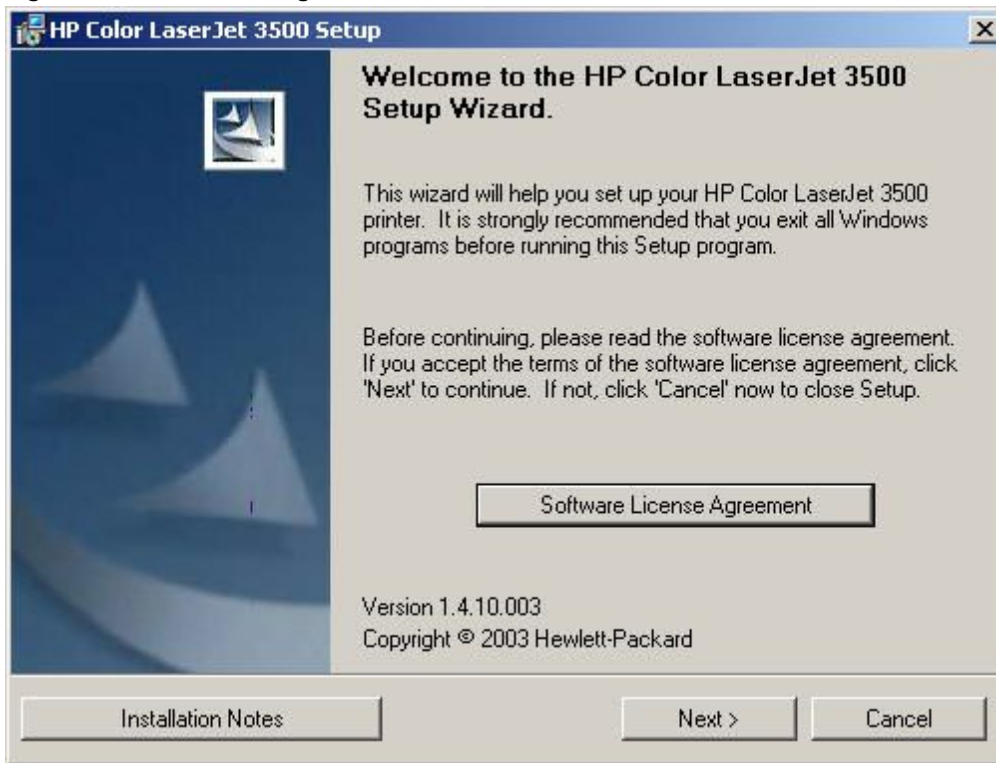 HP Color LaserJet 3500 Setup
Welcome to the HP Color LaserJet 3500
Setup Wizard.
This wizard will help you set up your HP Color LaserJet 3500
printer.  It is strongly recommended that you exit all Windows
programs before running this Setup program.
Before continuing, please read the software license agreement.
If you accept the terms of the software license agreement, click
'Next' to continue.  If not, click 'Cancel' now to close Setup.
Software License Agreement
Version 1.4.10.003
Copyright © 2003 Hewlett-Packard
Installation Notes
Next >
Cancel